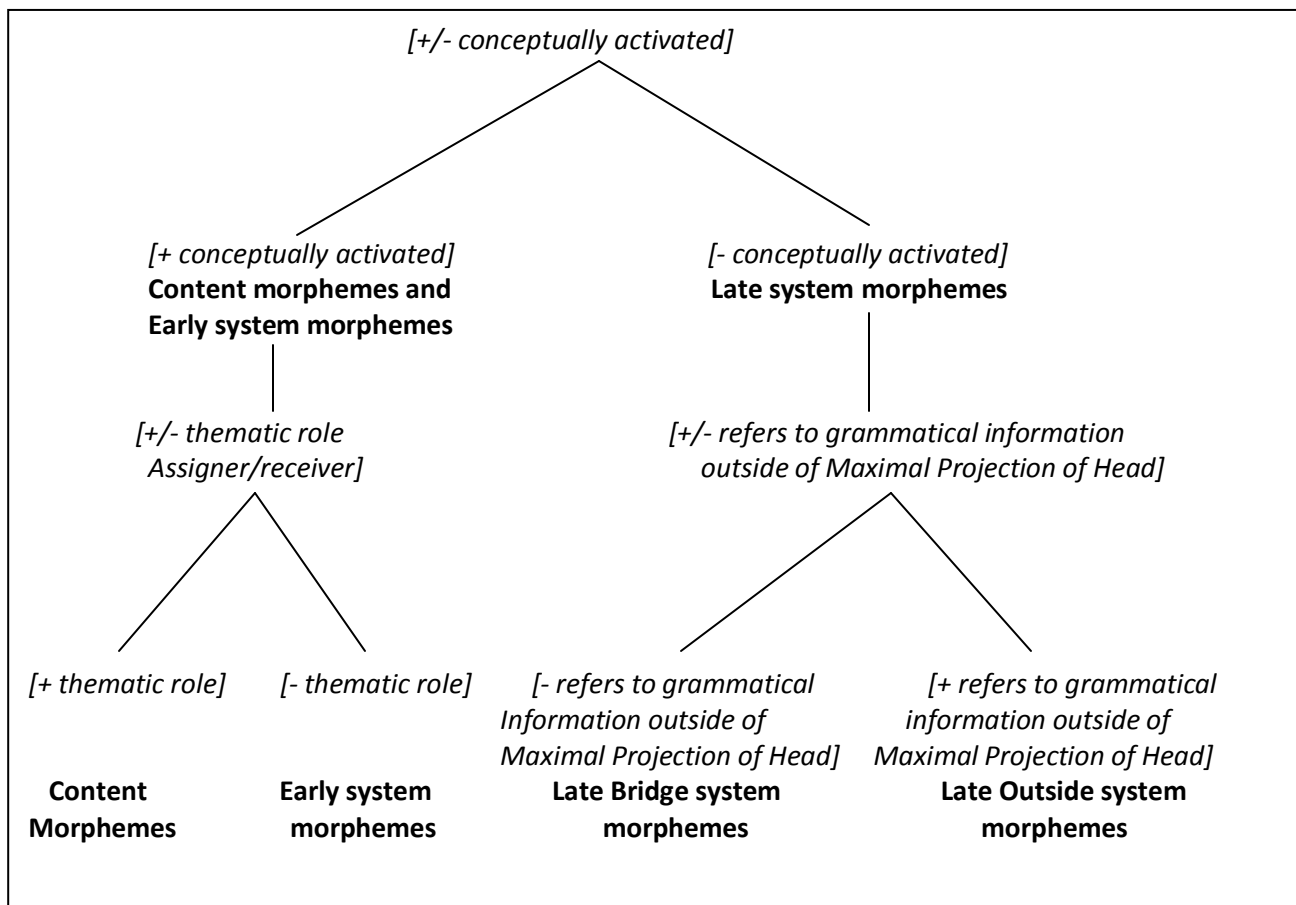 [+/- conceptually activated]
[+ conceptually activated]
Content morphemes and
Early system morphemes
[- conceptually activated]
Late system morphemes
[+/- thematic role
Assigner/receiver]
[+/- refers to grammatical information
outside of Maximal Projection of Head]
[+ thematic role]
Content
Morphemes
[- thematic role]
Early system
morphemes
[- refers to grammatical
Information outside of
Maximal Projection of Head]
Late Bridge system
morphemes
[+ refers to grammatical
information outside of
Maximal Projection of Head]
Late Outside system
morphemes